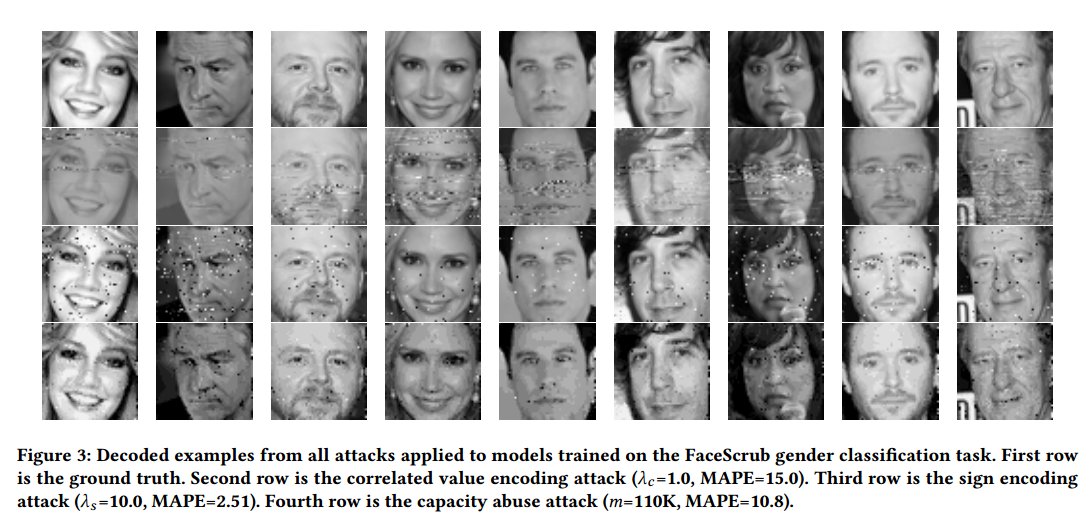 Figure 3: Decoded examples from all attacks applied to models trained on the FaceScrub gender classification task. First row
is the ground truth. Second row is the correlated value encoding attack (λc=1.0, MAPE=15.0). Third row is the sign encoding
attack (λs=10.0, MAPE=2.51). Fourth row is the capacity abuse attack (m=110K, MAPE=10.8).